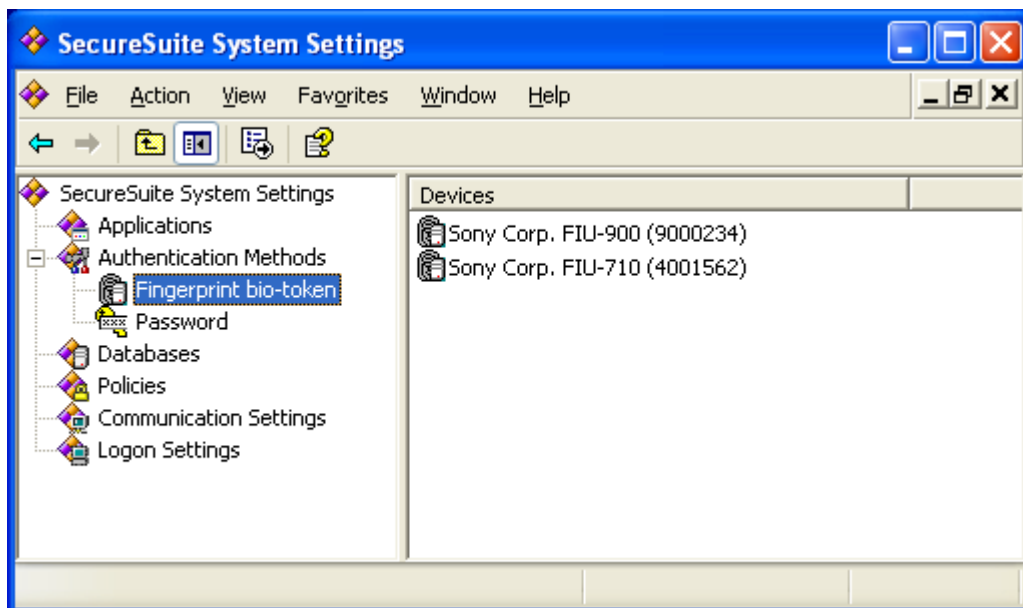 SecureSuite System Settings
File Action View Favorites Window Help
SecureSuite System Settings
Applications
Authentication Methods
Fingerprint bio-token
xxx Password
Databases
Policies
Communication Settings
Logon Settings
Devices
Sony Corp. FIU-900 (9000234)
Sony Corp. FIU-710 (4001562)